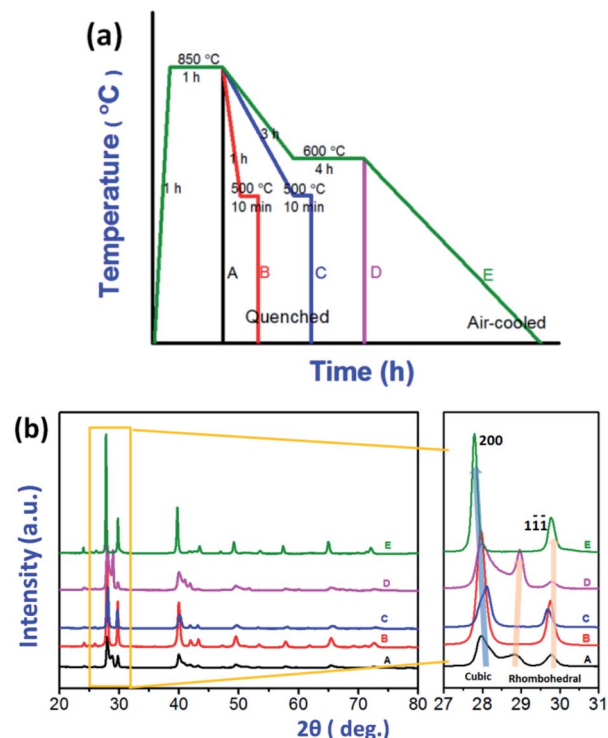 (a)
Temperature ( °C)
850 °C
1 h
1 h
1 h
3 h
600 °C
4 h
500 °C
10 min
500 °C
10 min
A
B
C
D
E
Quenched
Air-cooled
Time (h)
(b)
Intensity (a.u.)
E
D
C
B
A
20 30 40 50 60 70 80
200
1-1-1
E
D
C
B
A
Cubic
Rhombohedral
27 28 29 30 31
2θ ( deg.)